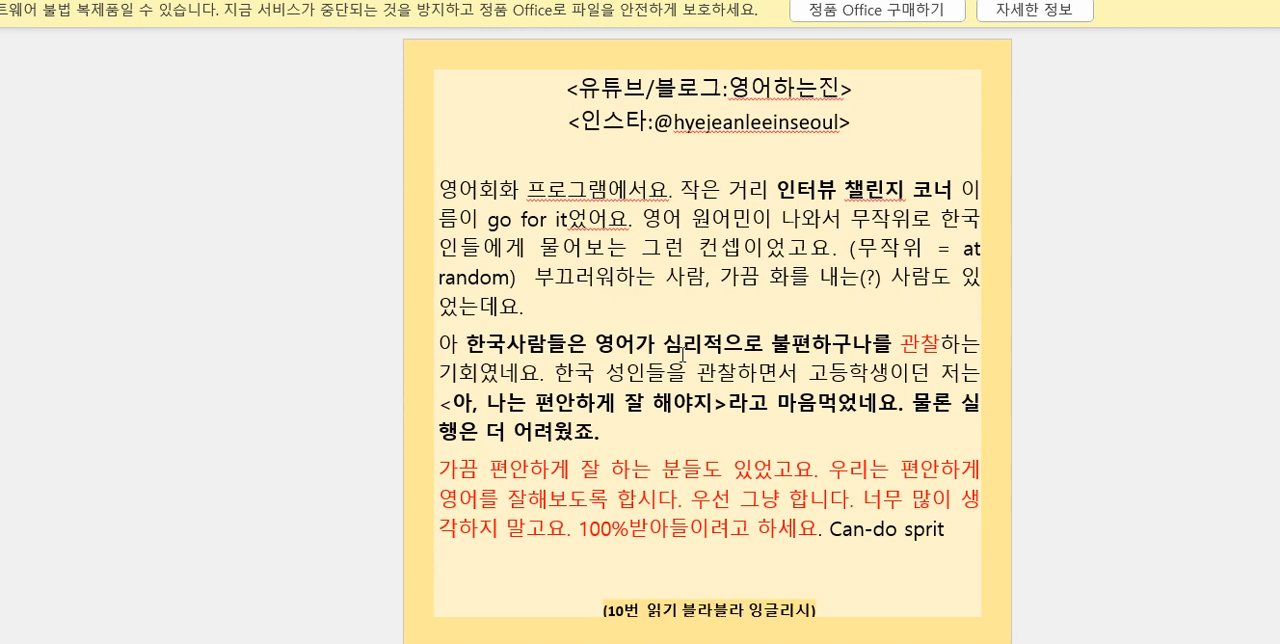 트웨어 불법 복제품일 수 있습니다. 지금 서비스가 중단되는 것을 방지하고 정품 Office로 파일을 안전하게 보호하세요. 정품 Office 구매하기 자세한 정보
<유튜브/블로그:영어하는진>
<인스타:@hyejeanleeinseoul>
영어회화 프로그램에서요. 작은 거리 인터뷰 챌린지 코너 이
름이 go for it었어요. 영어 원어민이 나와서 무작위로 한국
인들에게 물어보는 그런 컨셉이었고요. (무작위 = at
random) 부끄러워하는 사람, 가끔 화를 내는(?) 사람도 있
었는데요.
아 한국사람들은 영어가 심리적으로 불편하구나를 관찰하는
기회였네요. 한국 성인들을 관찰하면서 고등학생이던 저는
<아, 나는 편안하게 잘 해야지>라고 마음먹었네요. 물론 실
행은 더 어려웠죠.
가끔 편안하게 잘 하는 분들도 있었고요. 우리는 편안하게
영어를 잘해보도록 합시다. 우선 그냥 합니다. 너무 많이 생
각하지 말고요. 100%받아들이려고 하세요. Can-do sprit
(10번 읽기 블라블라 잉글리시)